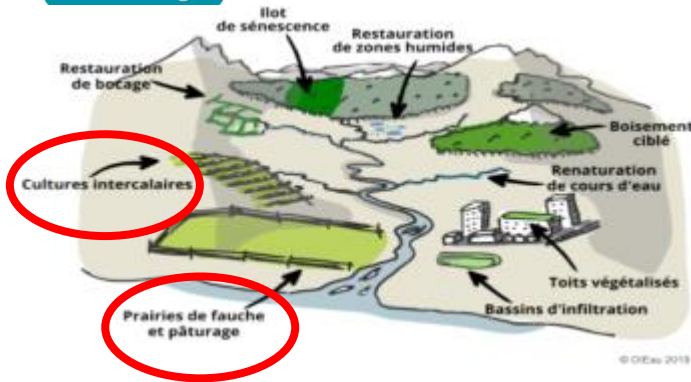 Ilot
de sénescence
Restauration
de zones humides
Restauration
de bocage
Boisement
ciblé
Cultures intercalaires
Renaturation
de cours d'eau
Toits végétalisés
Bassins d'infiltration
Prairies de fauche
et pâturage
© OIEau 2019